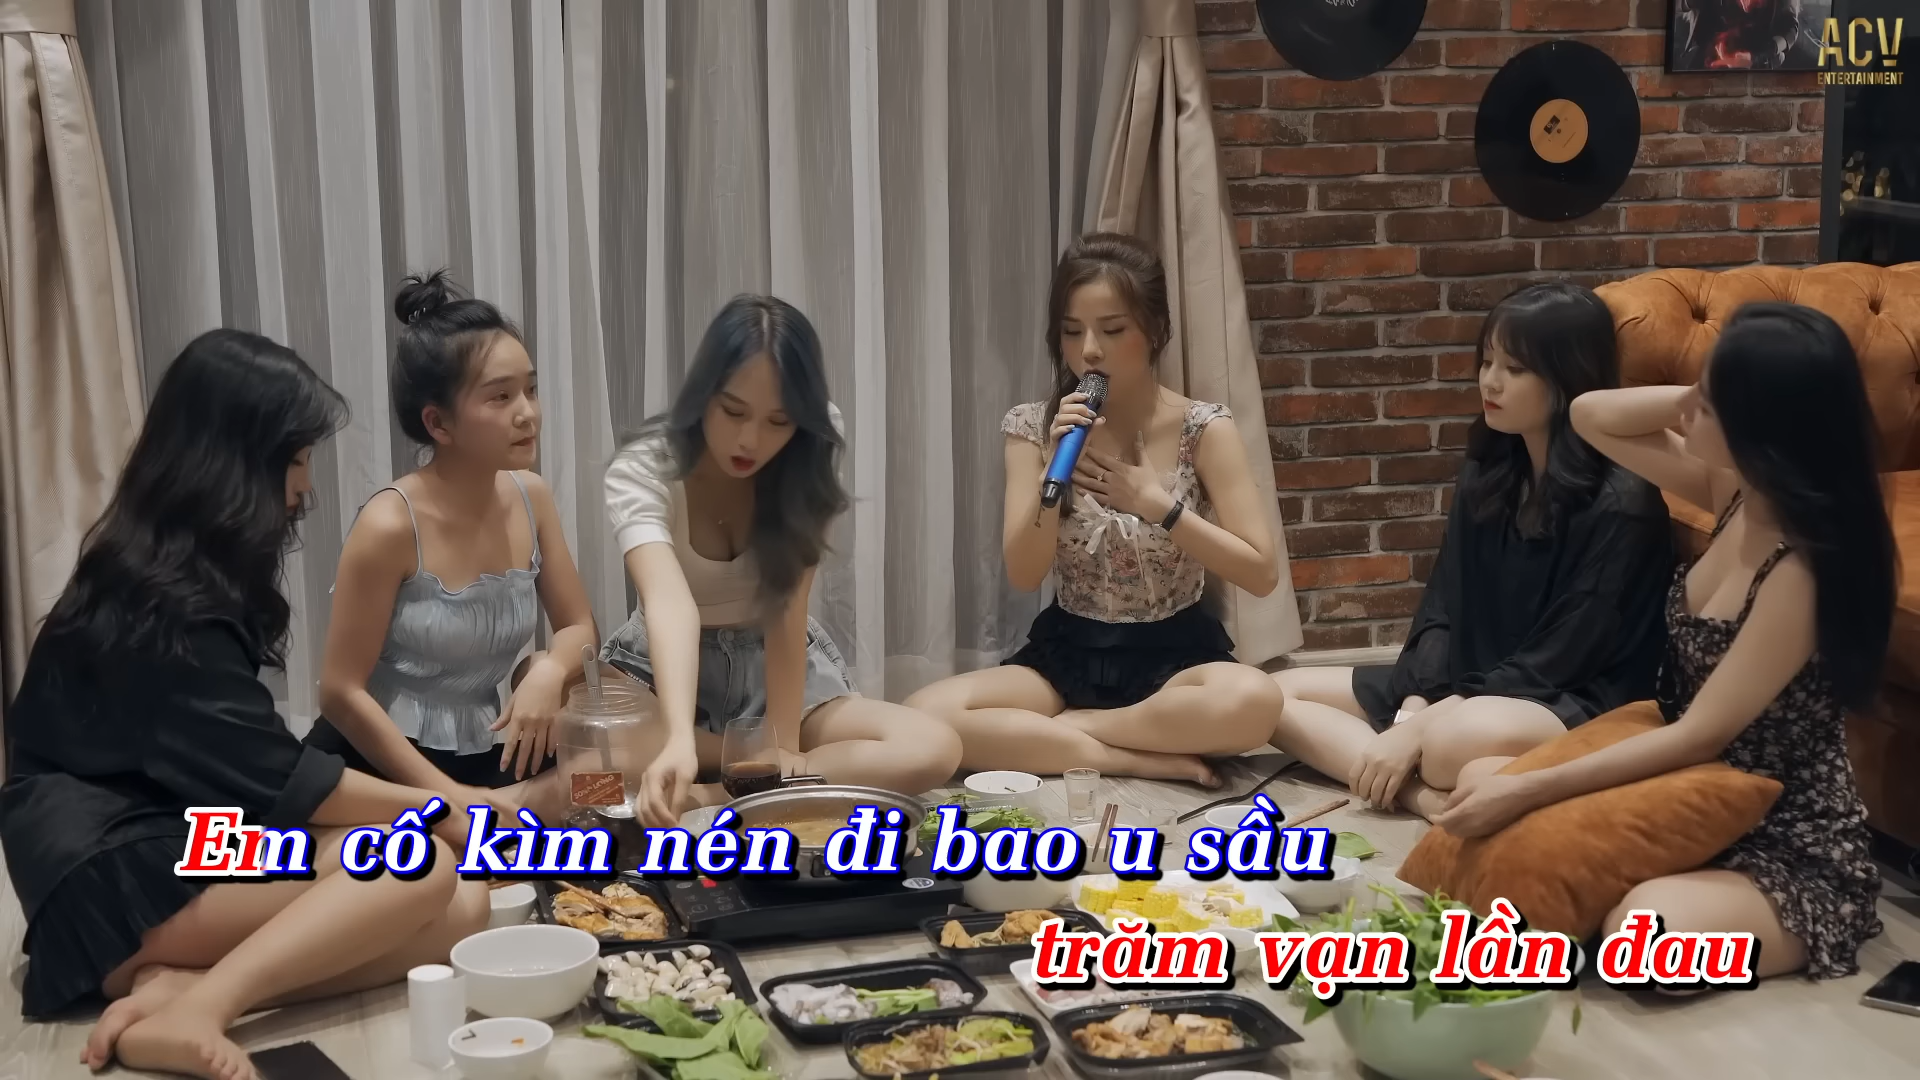 ACV
ENTERTAINMENT
Em cố kìm nén đi bao u sầu
trăm vạn lần đau